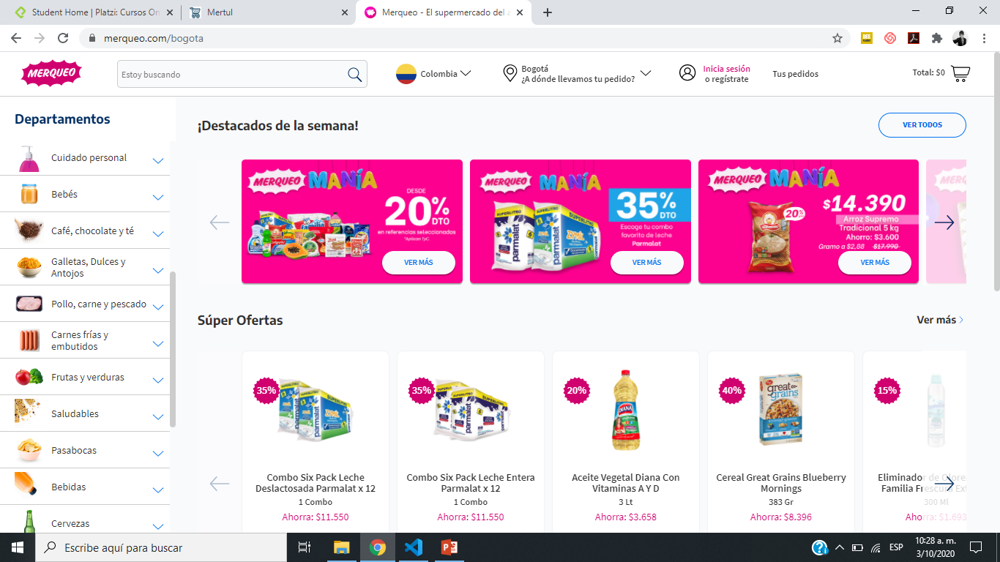 Student Home | Platzi: Cursos On
Mertul
Merqueo - El supermercado del a
merqueo.com/bogota
MERQUEO
Estoy buscando
Colombia
Bogotá
¿A dónde llevamos tu pedido?
Inicia sesión
o regístrate
Tus pedidos
Total: $0
Departamentos
Cuidado personal
Bebés
Café, chocolate y té
Galletas, Dulces y
Antojos
Pollo, carne y pescado
Carnes frías y
embutidos
Frutas y verduras
Saludables
Pasabocas
Bebidas
Cervezas
¡Destacados de la semana!
VER TODOS
MERQUEO MANÍA
DESDE
20% DTO
en referencias seleccionadas
*Aplican TyC.
VER MÁS
MERQUEO MANÍA
35% DTO
Escoge tu combo
favorito de leche
Parmalat
VER MÁS
MERQUEO MANÍA
20%
$14.390
Arroz Supremo
Tradicional 5 kg
Ahorro: $3.600
Gramo a $2,88 $17.990
VER MÁS
Súper Ofertas
Ver más
35%
SUPERLITRO
parmalat
Combo Six Pack Leche
Deslactosada Parmalat x 12
1 Combo
Ahorra: $11.550
35%
SUPERLITRO
parmalat
Combo Six Pack Leche Entera
Parmalat x 12
1 Combo
Ahorra: $11.550
20%
DIANA
Aceite Vegetal Diana Con
Vitaminas A Y D
3 Lt
Ahorra: $3.658
40%
great grains
Cereal Great Grains Blueberry
Mornings
383 Gr
Ahorra: $8.396
15%
Eliminador de Olore
Familia Frescura Ext
300 Ml
Ahorra: $1.693
Escribe aquí para buscar
ESP
10:28 a. m.
3/10/2020